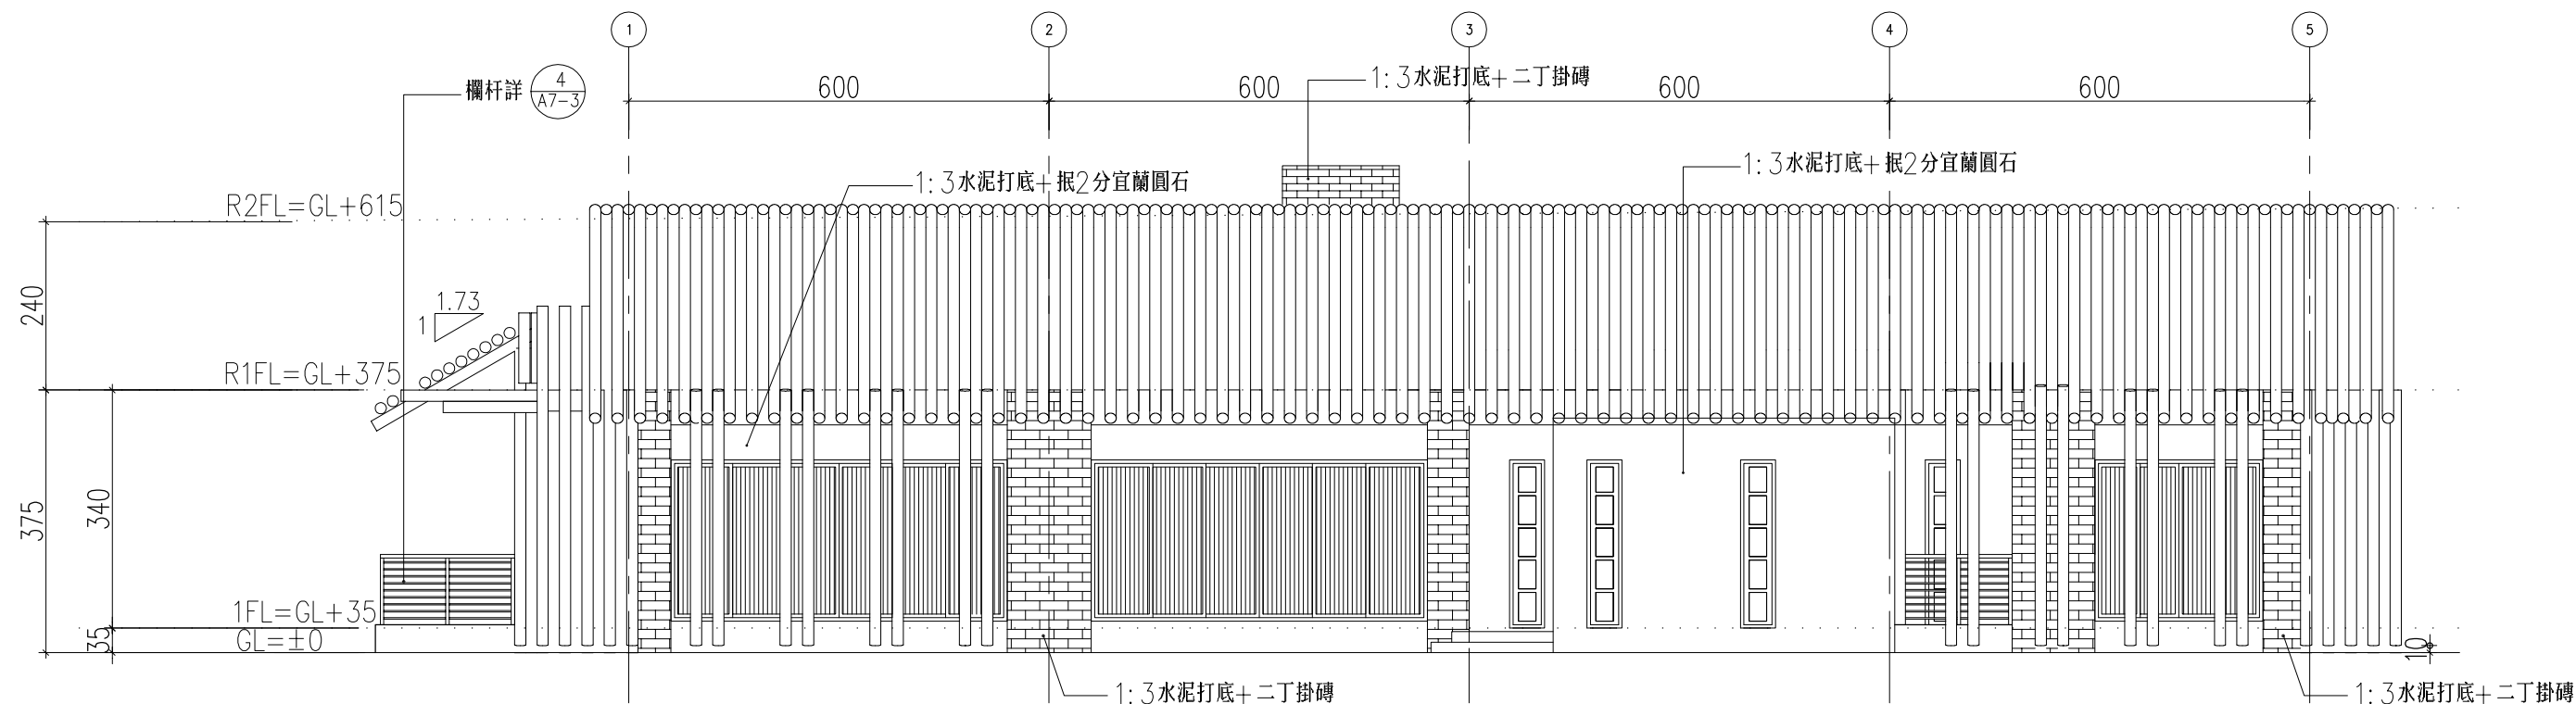 1
2
3
4
5
欄杆詳
4
A7-3
600
600
600
600
1:3水泥打底+二丁掛磚
1:3水泥打底+抿2分宜蘭圓石
1:3水泥打底+抿2分宜蘭圓石
R2FL=GL+615
240
1.73
1
R1FL=GL+375
375
340
1FL=GL+35
35
GL=±0
10
1:3水泥打底+二丁掛磚
1:3水泥打底+二丁掛磚